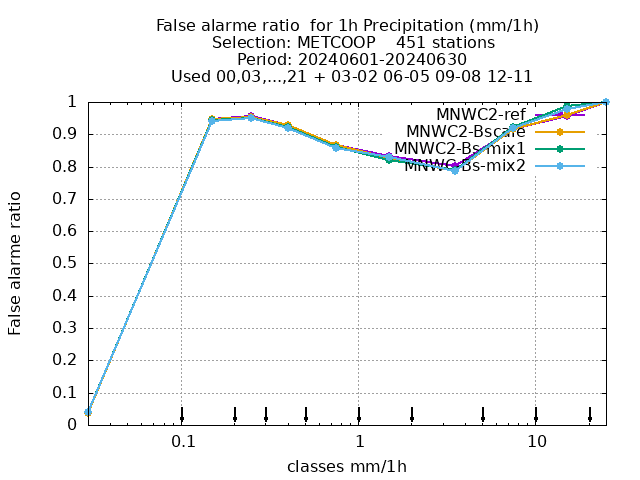 False alarme ratio  for 1h Precipitation (mm/1h)
Selection: METCOOP    451 stations
Period: 20240601-20240630
Used 00,03,...,21 + 03-02 06-05 09-08 12-11
MNWC2-ref
MNWC2-Bscale
MNWC2-Bs-mix1
MNWC-Bs-mix2
False alarme ratio
1
0.9
0.8
0.7
0.6
0.5
0.4
0.3
0.2
0.1
0
0.1
1
10
classes mm/1h